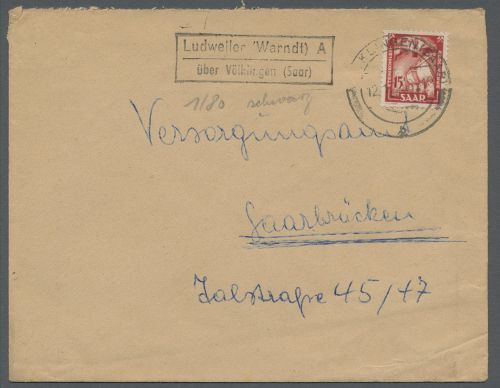 Ludweiler (Warndt) A
über Völklingen (Saar)
1/80 schwarz
15
SAAR
Versorgungsamt
Saarbrücken
Talstraße 45/47